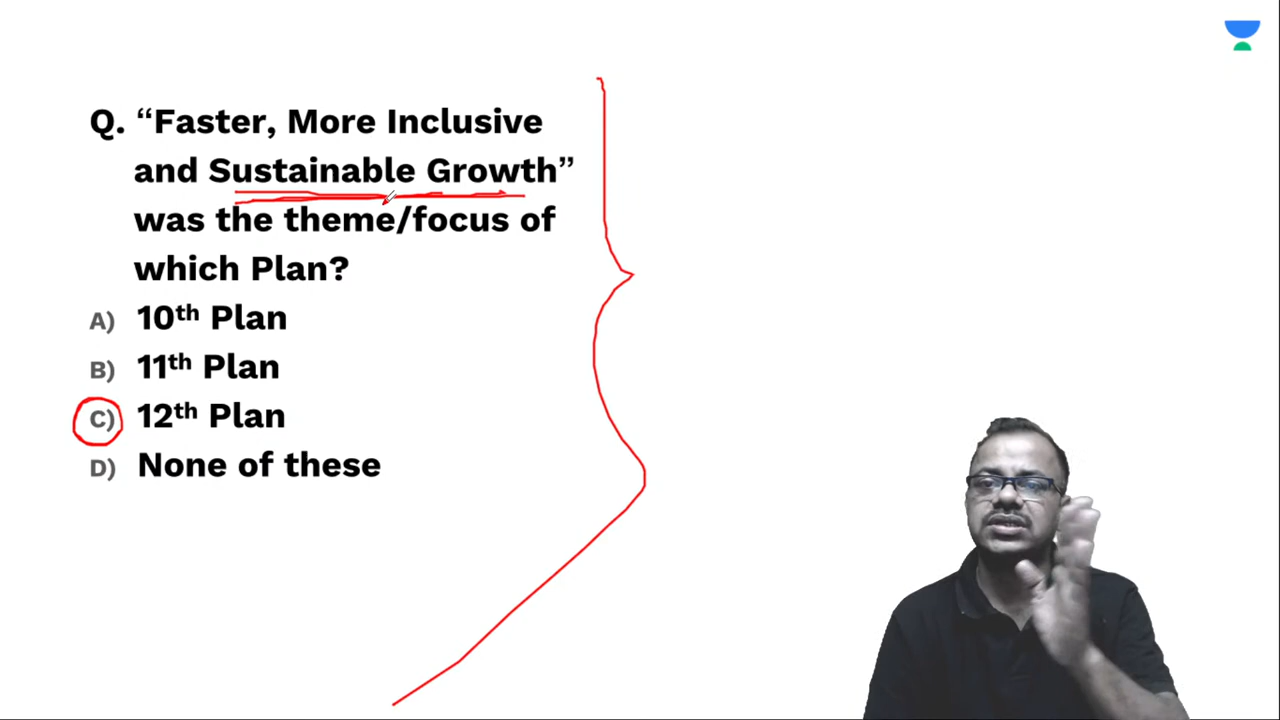 Q. “Faster, More Inclusive
and Sustainable Growth”
was the theme/focus of
which Plan?
A) 10th Plan
B) 11th Plan
C) 12th Plan
D) None of these